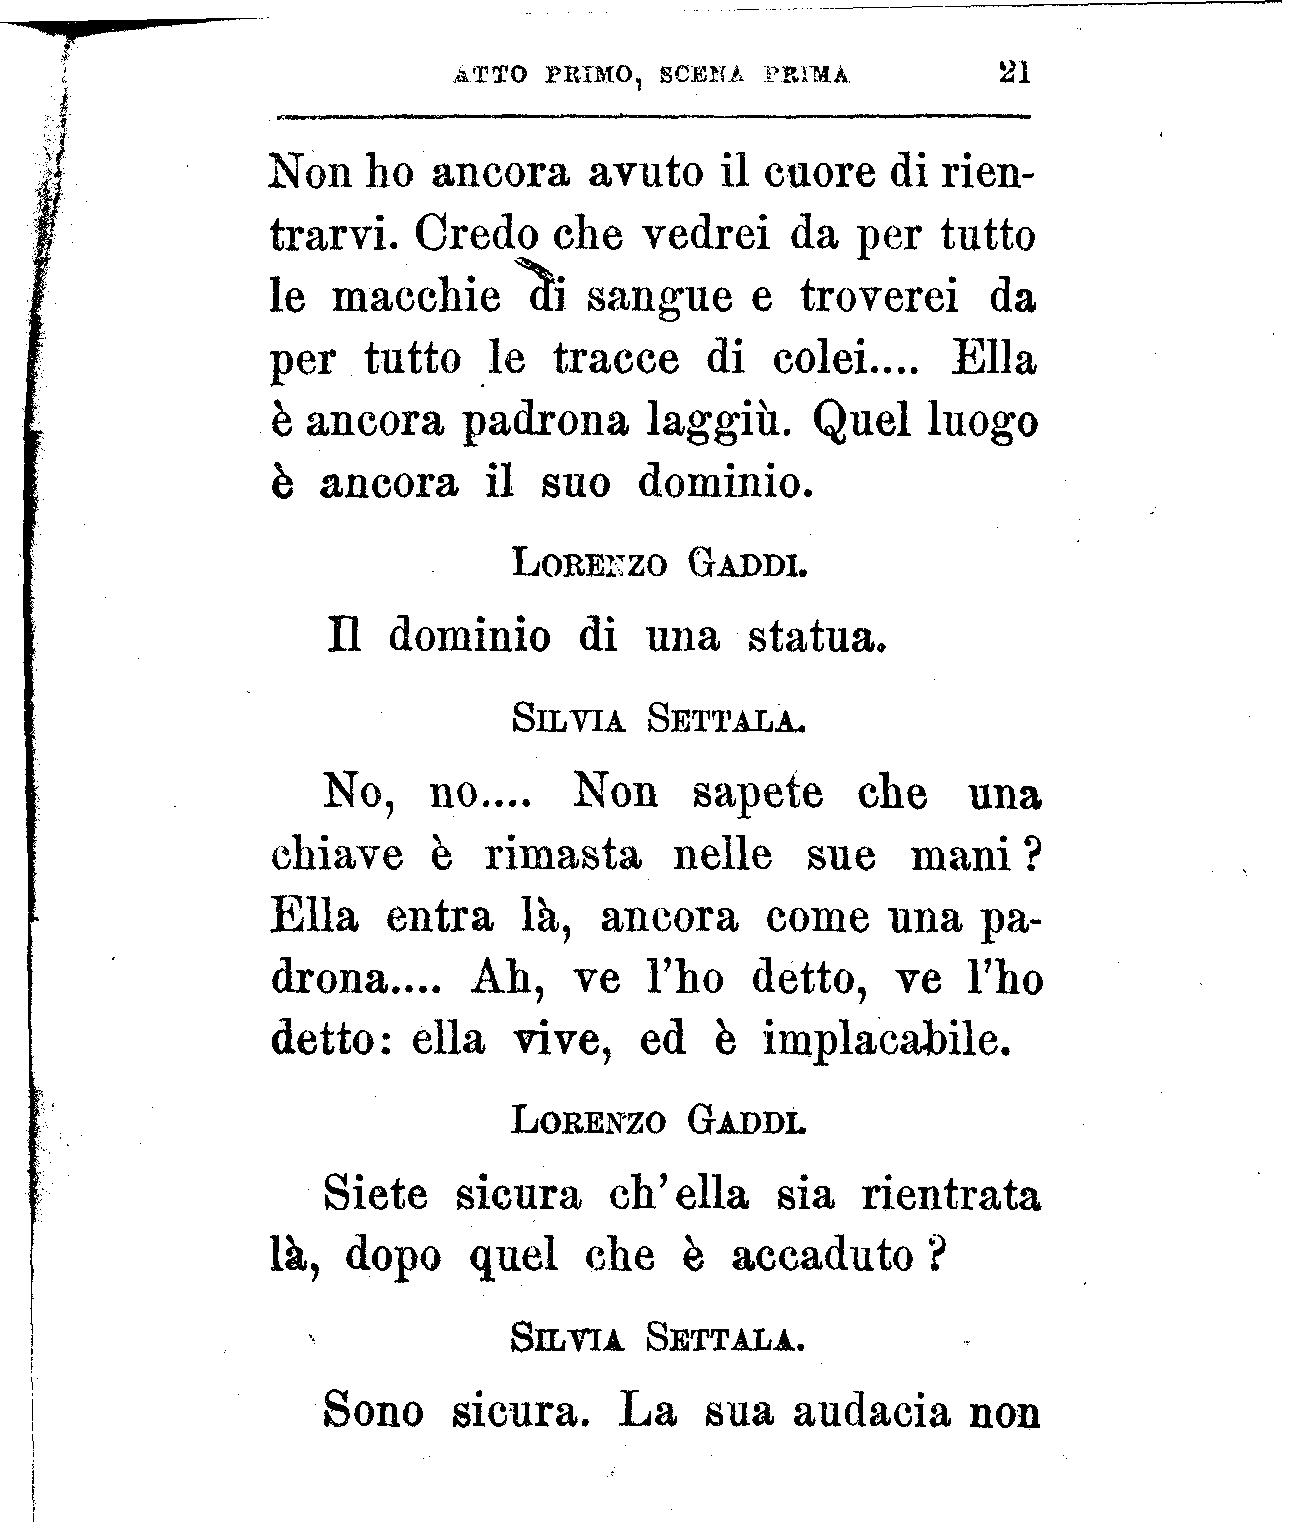 ATTO PRIMO, SCENA PRIMA 21
Non ho ancora avuto il cuore di rien-
trarvi. Credo che vedrei da per tutto
le macchie di sangue e troverei da
per tutto le tracce di colei.... Ella
è ancora padrona laggiù. Quel luogo
è ancora il suo dominio.
LORENZO GADDI.
Il dominio di una statua.
SILVIA SETTALA.
No, no.... Non sapete che una
chiave è rimasta nelle sue mani?
Ella entra là, ancora come una pa-
drona.... Ah, ve l'ho detto, ve l'ho
detto: ella vive, ed è implacabile.
LORENZO GADDI.
Siete sicura ch'ella sia rientrata
là, dopo quel che è accaduto?
SILVIA SETTALA.
Sono sicura. La sua audacia non